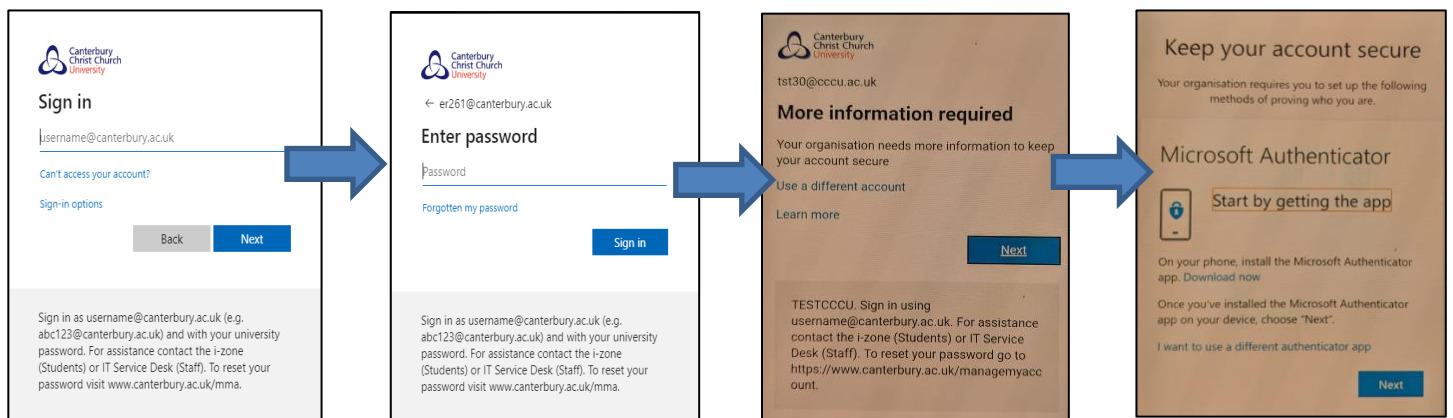 Canterbury
Christ Church
University
Sign in
username@canterbury.ac.uk
Can't access your account?
Sign-in options
Back
Next
Sign in as username@canterbury.ac.uk (e.g.
abc123@canterbury.ac.uk) and with your university
password. For assistance contact the i-zone
(Students) or IT Service Desk (Staff). To reset your
password visit www.canterbury.ac.uk/mma.
Canterbury
Christ Church
University
← er261@canterbury.ac.uk
Enter password
Password
Forgotten my password
Sign in
Sign in as username@canterbury.ac.uk (e.g.
abc123@canterbury.ac.uk) and with your university
password. For assistance contact the i-zone
(Students) or IT Service Desk (Staff). To reset your
password visit www.canterbury.ac.uk/mma.
Canterbury
Christ Church
University
tst30@cccu.ac.uk
More information required
Your organisation needs more information to keep
your account secure
Use a different account
Learn more
Next
TESTCCCU. Sign in using
username@canterbury.ac.uk. For assistance
contact the i-zone (Students) or IT Service
Desk (Staff). To reset your password go to
https://www.canterbury.ac.uk/managemyacc
ount.
Keep your account secure
Your organisation requires you to set up the following
methods of proving who you are.
Microsoft Authenticator
Start by getting the app
On your phone, install the Microsoft Authenticator
app. Download now
Once you've installed the Microsoft Authenticator
app on your device, choose "Next".
I want to use a different authenticator app
Next